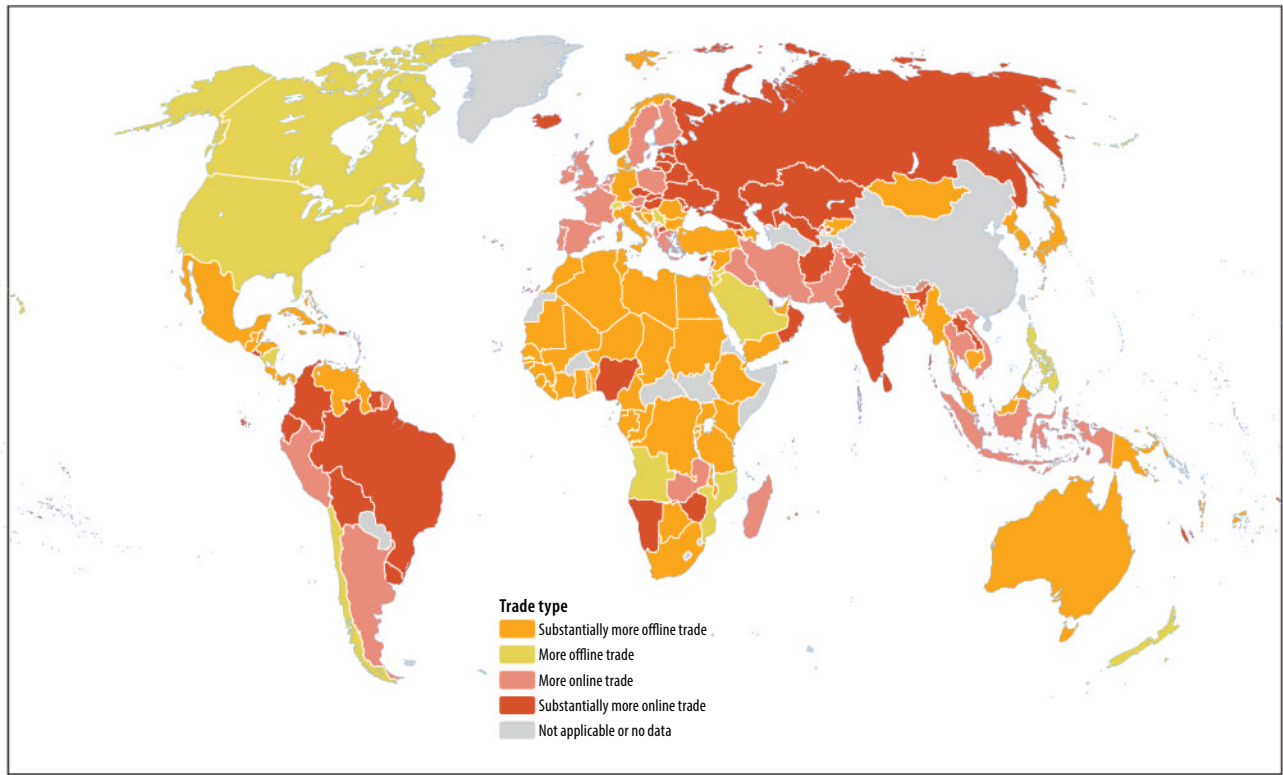 Trade type
Substantially more offline trade
More offline trade
More online trade
Substantially more online trade
Not applicable or no data